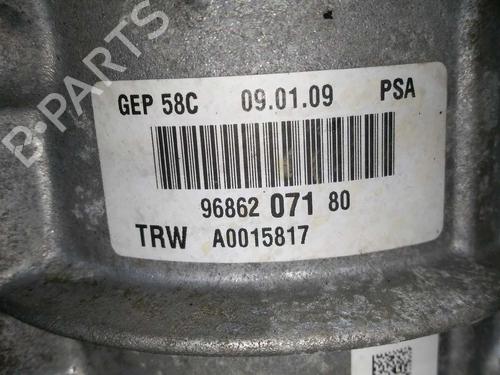 B-PARTS
GEP 58C 09.01.09 PSA
96862 071 80
TRW A0015817